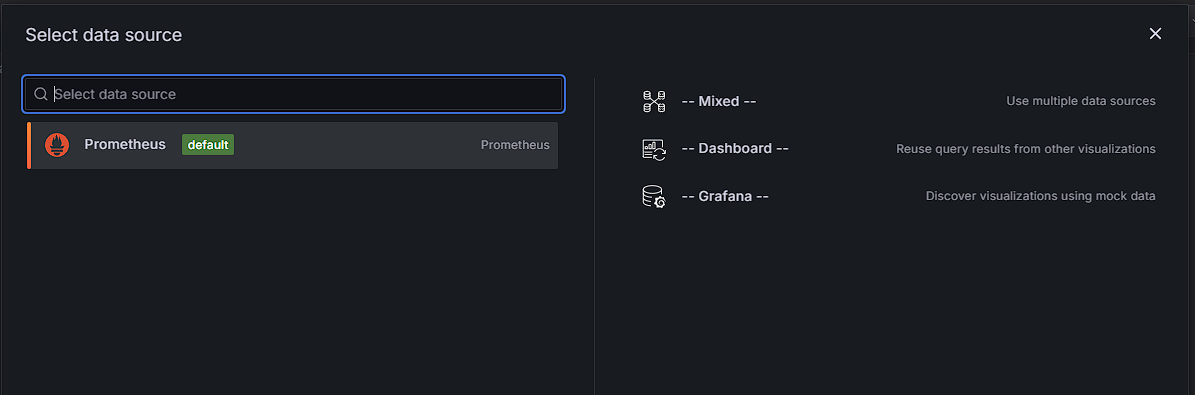 Select data source
Select data source
Prometheus default Prometheus
-- Mixed -- Use multiple data sources
-- Dashboard -- Reuse query results from other visualizations
-- Grafana -- Discover visualizations using mock data